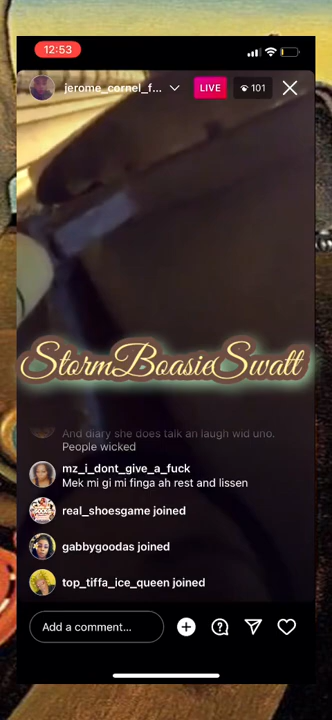 12:53
jerome_cornel_f... LIVE 101
StormBoasieSwatt
And diary she does talk an laugh wid uno.
People wicked
mz_j_dont_give_a_fuck
Mek mi gi mi finga ah rest and lissen
real_shoesgame joined
gabbygoodas joined
top_tiffa_ice_queen joined
Add a comment...